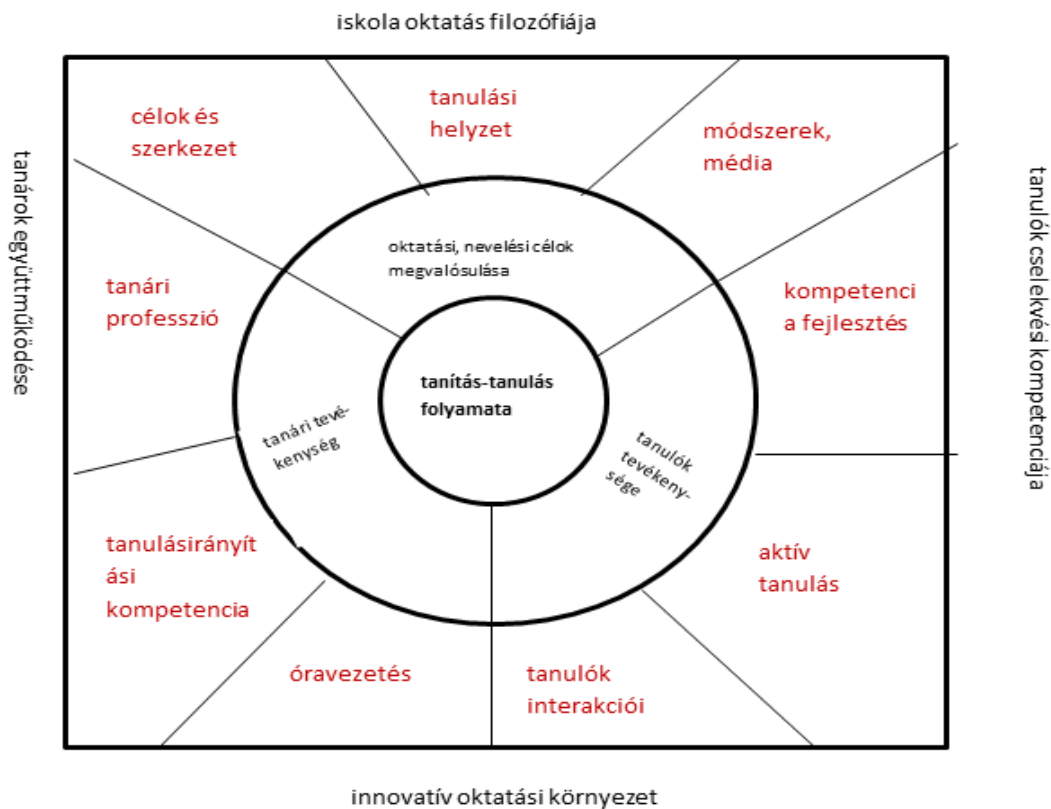 iskola oktatás filozófiája
célok és
szerkezet
tanulási
helyzet
módszerek,
média
tanárok együttműködése
tanulók cselekvési kompetenciája
oktatási, nevelési célok
megvalósulása
tanári
professzió
kompetenci
a fejlesztés
tanítás-tanulás
folyamata
tanári tevé-
kenység
tanulók
tevékeny-
sége
tanulásirányít
ási
kompetencia
aktív
tanulás
óravezetés
tanulók
interakciói
innovatív oktatási környezet